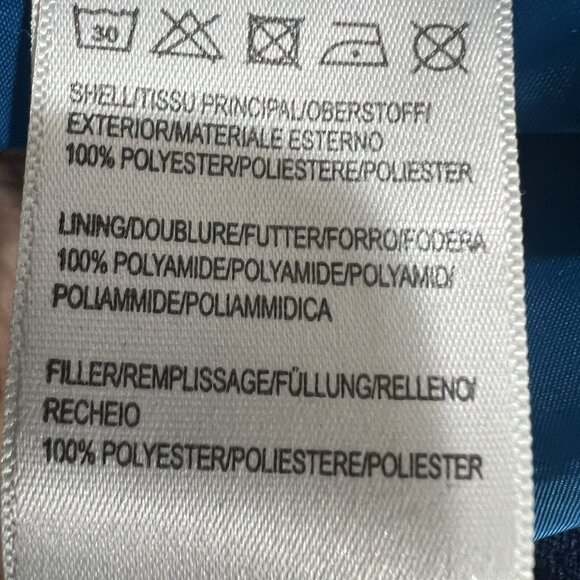 30
SHELL/TISSU PRINCIPAL/OBERSTOFF/
EXTERIOR/MATERIALE ESTERNO
100% POLYESTER/POLIESTERE/POLIESTER
LINING/DOUBLURE/FUTTER/FORRO/FODERA
100% POLYAMIDE/POLYAMIDE/POLYAMID/
POLIAMMIDE/POLIAMMIDICA
FILLER/REMPLISSAGE/FÜLLUNG/RELLENO/
RECHEIO
100% POLYESTER/POLIESTERE/POLIESTER